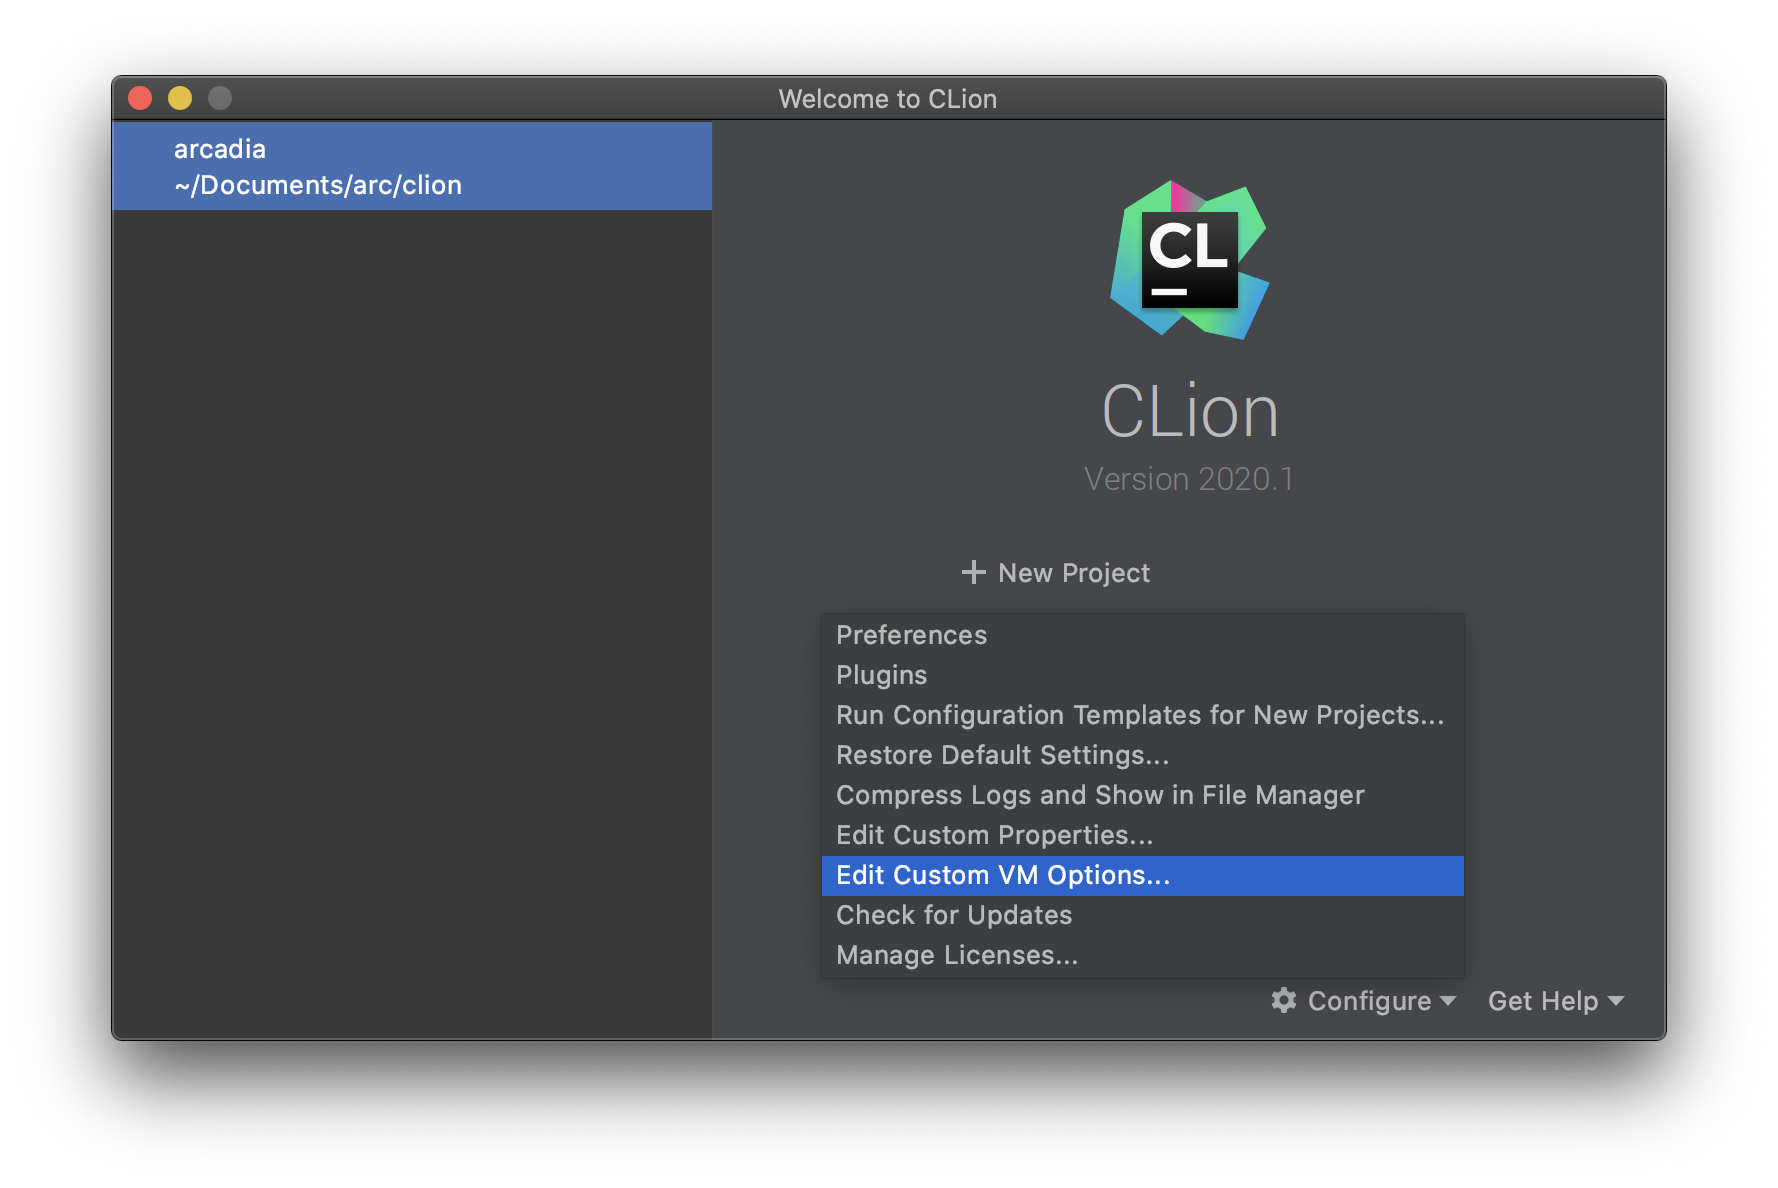 Welcome to CLion
arcadia
~/Documents/arc/clion
CL
CLion
Version 2020.1
New Project
Preferences
Plugins
Run Configuration Templates for New Projects...
Restore Default Settings...
Compress Logs and Show in File Manager
Edit Custom Properties...
Edit Custom VM Options...
Check for Updates
Manage Licenses...
Configure
Get Help